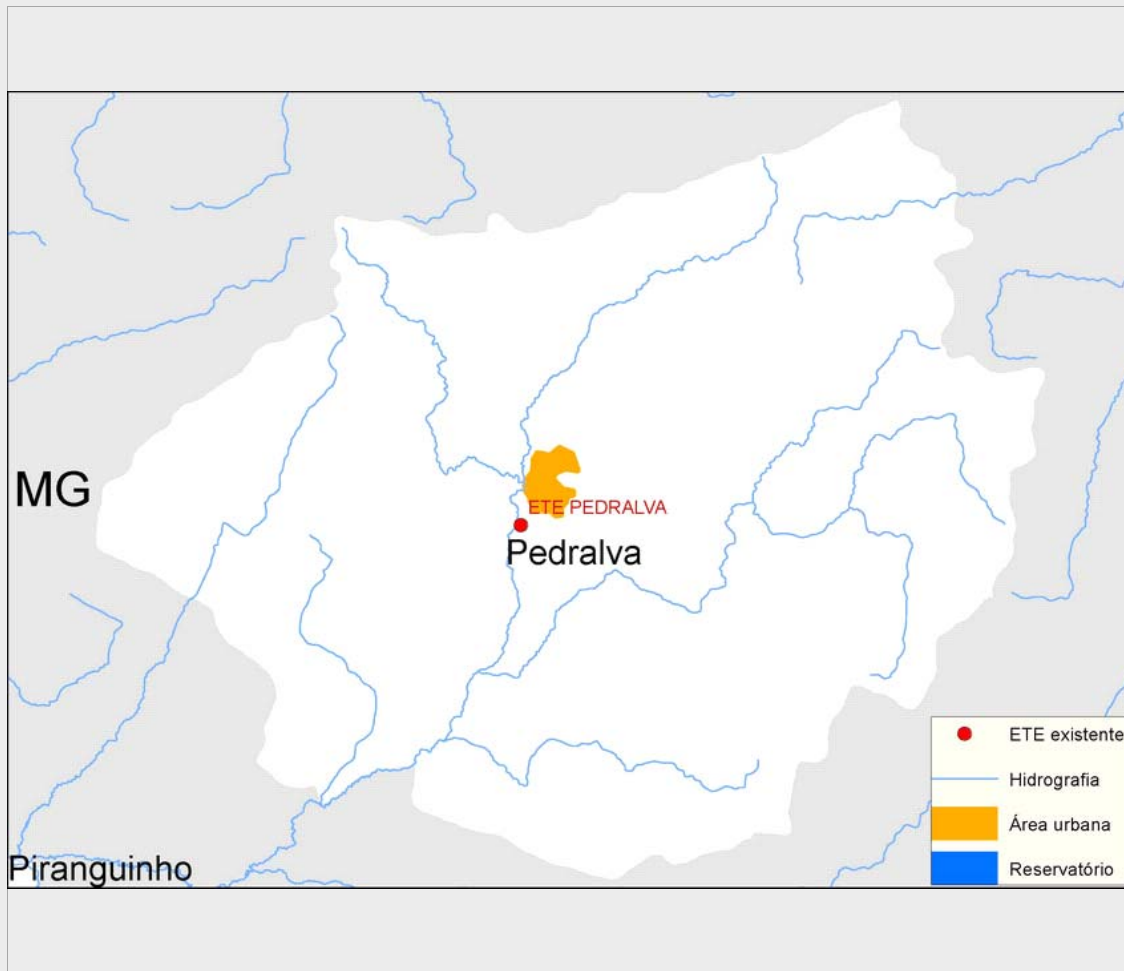 MG
ETE PEDRALVA
Pedralva
Piranguinho
ETE existente
Hidrografia
Área urbana
Reservatório